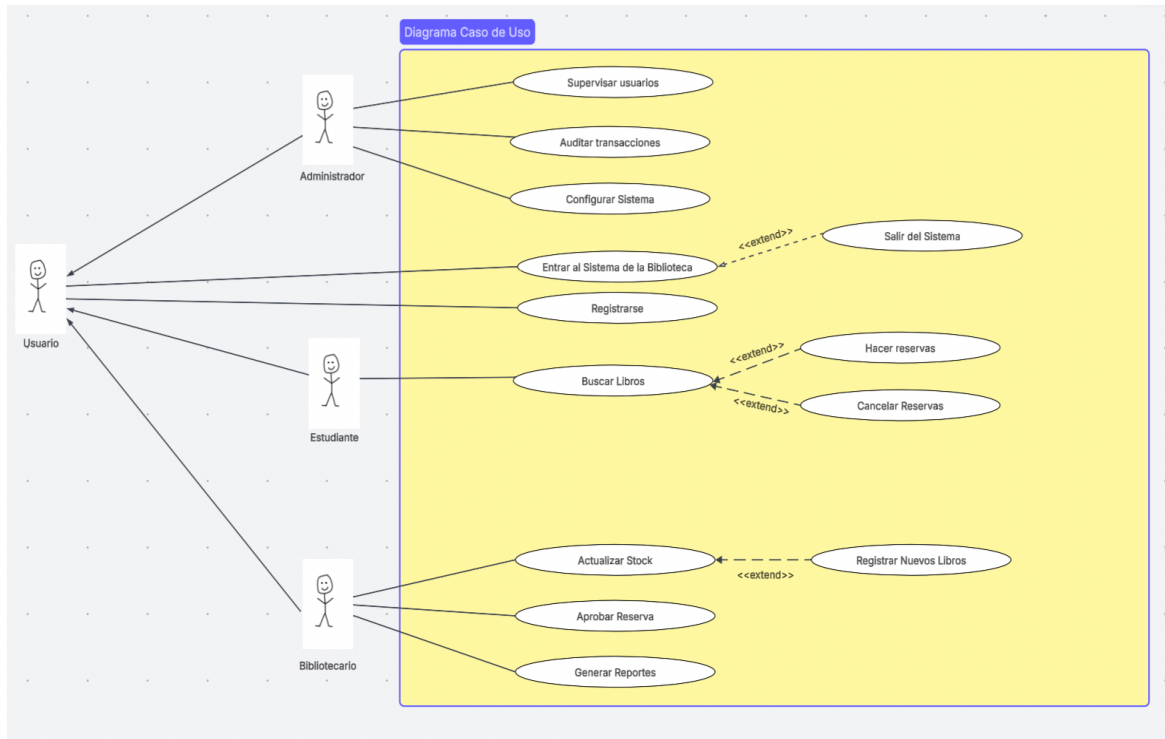 Diagrama Caso de Uso
Supervisar usuarios
Auditar transacciones
Administrador
Configurar Sistema
<<extend>>
Salir del Sistema
Entrar al Sistema de la Biblioteca
Registrarse
Usuario
<<extend>>
Hacer reservas
Buscar Libros
<<extend>>
Cancelar Reservas
Estudiante
Actualizar Stock
<<extend>>
Registrar Nuevos Libros
Aprobar Reserva
Bibliotecario
Generar Reportes